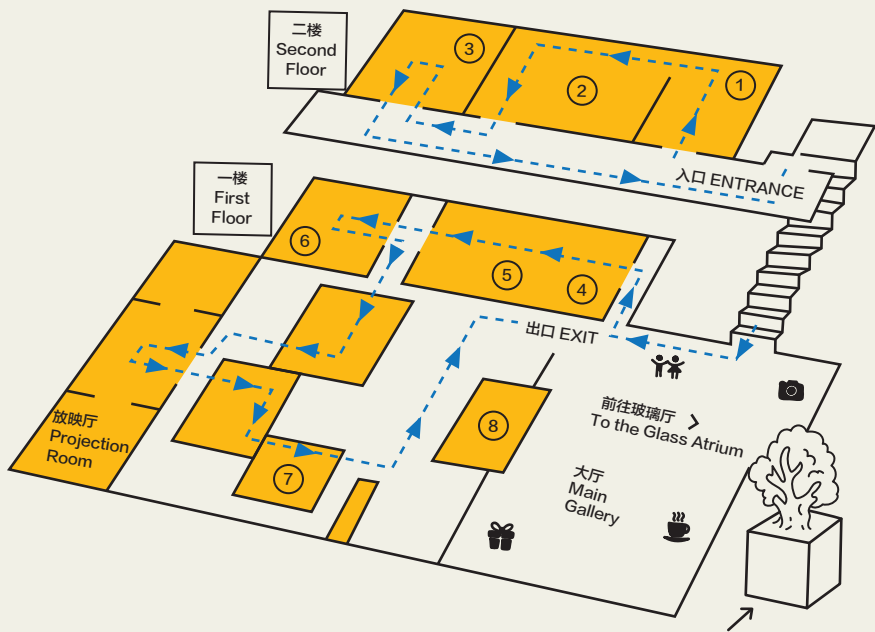 二楼
Second
Floor
③
②
①
入口 ENTRANCE
一楼
First
Floor
⑥
⑤
④
出口 EXIT
前往玻璃厅
To the Glass Atrium
放映厅
Projection
Room
⑧
⑦
大厅
Main
Gallery